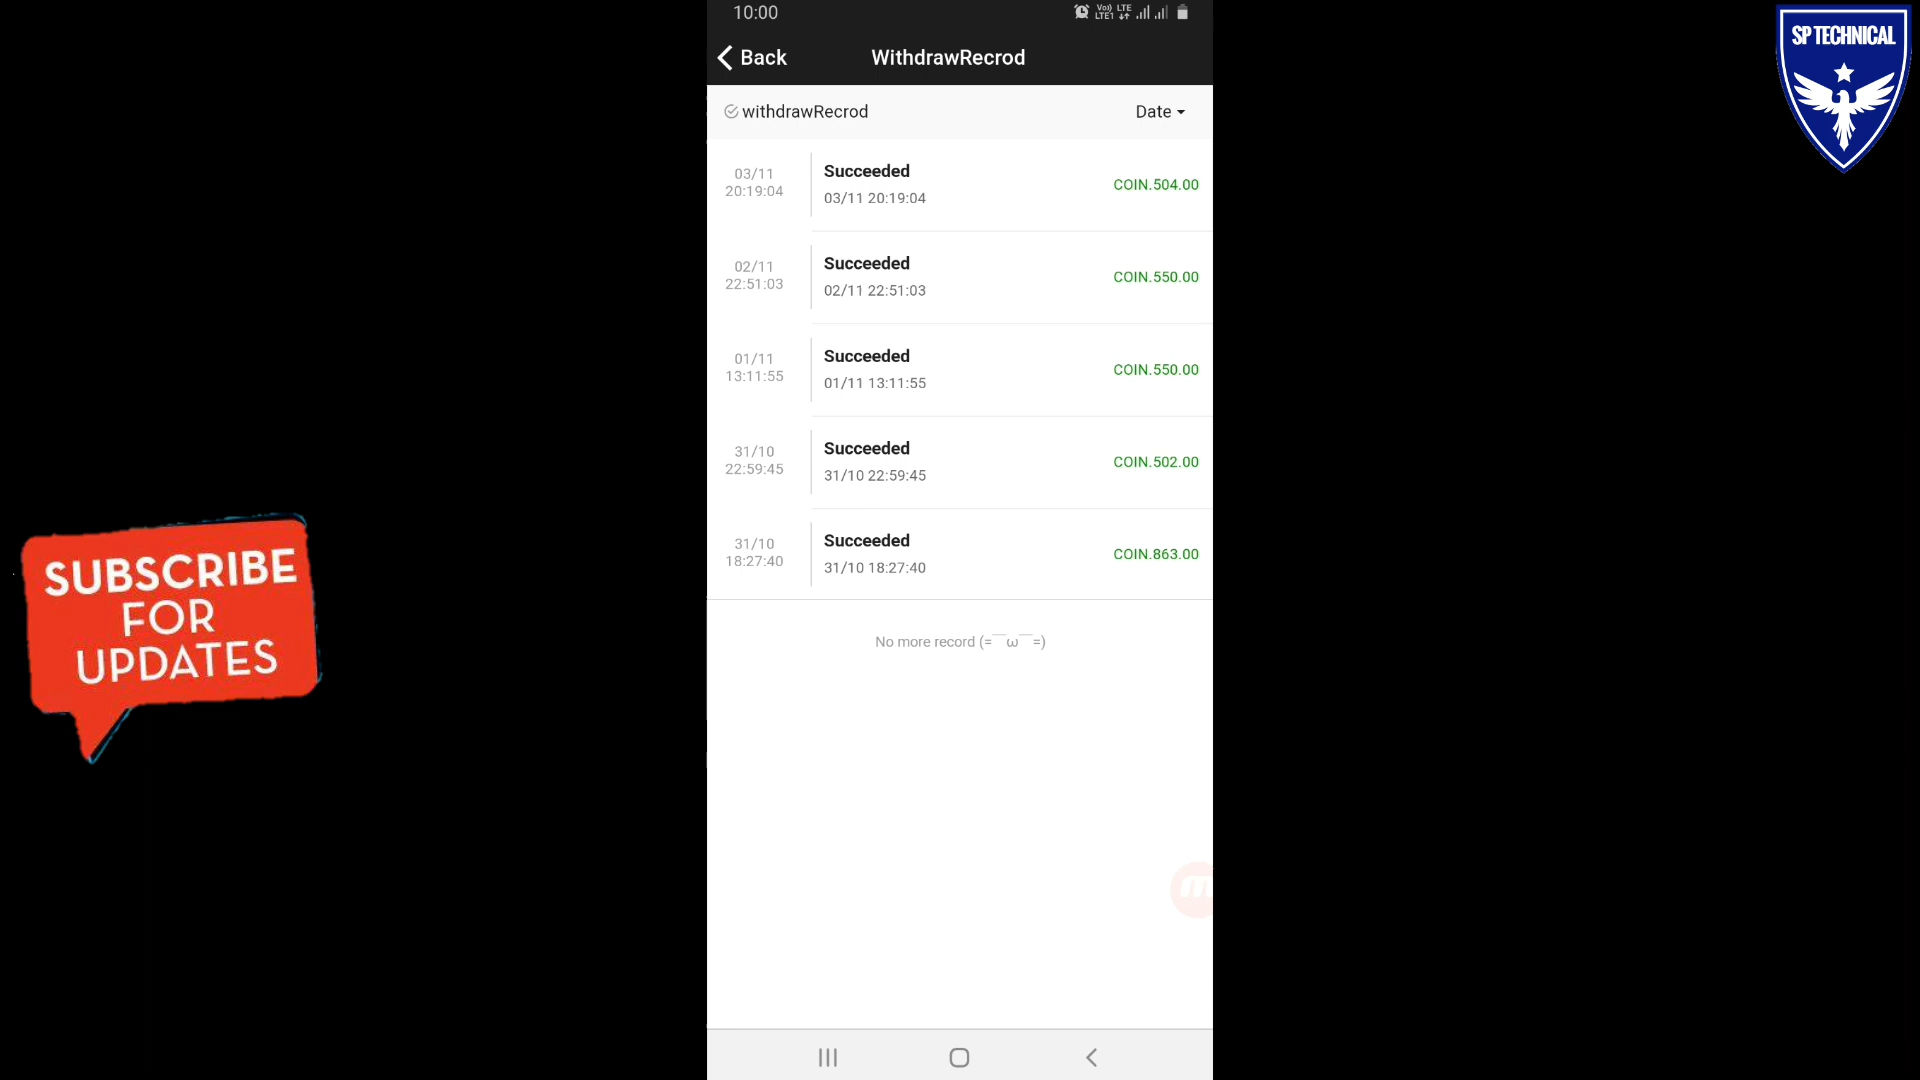 10:00
Vo)) LTE
LTE1
Back
WithdrawRecrod
withdrawRecrod
Date
03/11
20:19:04
Succeeded
03/11 20:19:04
COIN.504.00
02/11
22:51:03
Succeeded
02/11 22:51:03
COIN.550.00
01/11
13:11:55
Succeeded
01/11 13:11:55
COIN.550.00
31/10
22:59:45
Succeeded
31/10 22:59:45
COIN.502.00
31/10
18:27:40
Succeeded
31/10 18:27:40
COIN.863.00
No more record (=￣ω￣=)
SUBSCRIBE
FOR
UPDATES
SP TECHNICAL